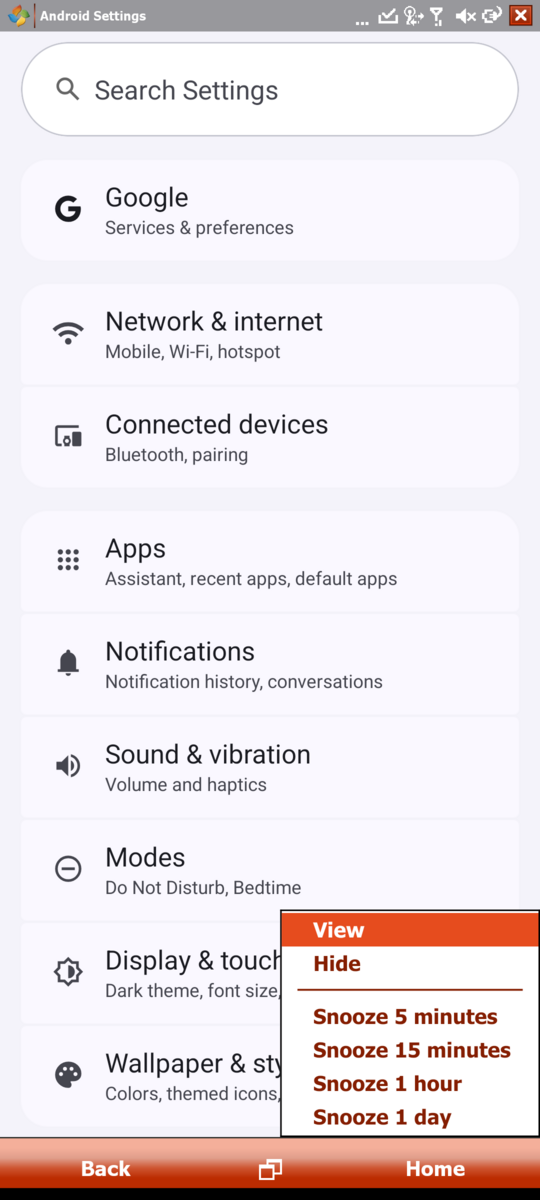 Android Settings
Search Settings
Google
Services & preferences
Network & internet
Mobile, Wi-Fi, hotspot
Connected devices
Bluetooth, pairing
Apps
Assistant, recent apps, default apps
Notifications
Notification history, conversations
Sound & vibration
Volume and haptics
Modes
Do Not Disturb, Bedtime
Display & touch
Dark theme, font size,
Wallpaper & sty
Colors, themed icons,
View
Hide
Snooze 5 minutes
Snooze 15 minutes
Snooze 1 hour
Snooze 1 day
Back
Home